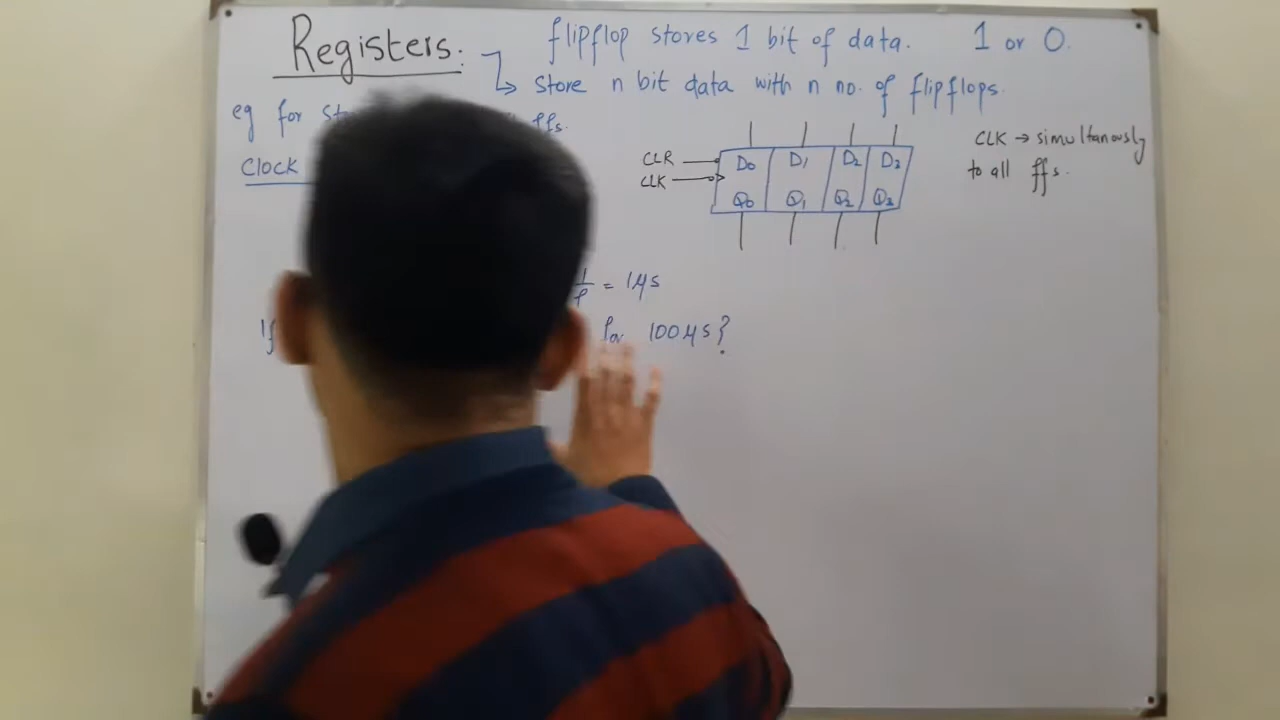 Registers.
flipflop stores 1 bit of data. 1 or 0.
↳ store n bit data with n no. of flipflops.
eg for ffs.
Clock
CLR
CLK
D0 D1 D2 D3
Q0 Q1 Q2 Q3
CLK → simultanously
to all ffs.
1/f = 1μs
If for 100μs?